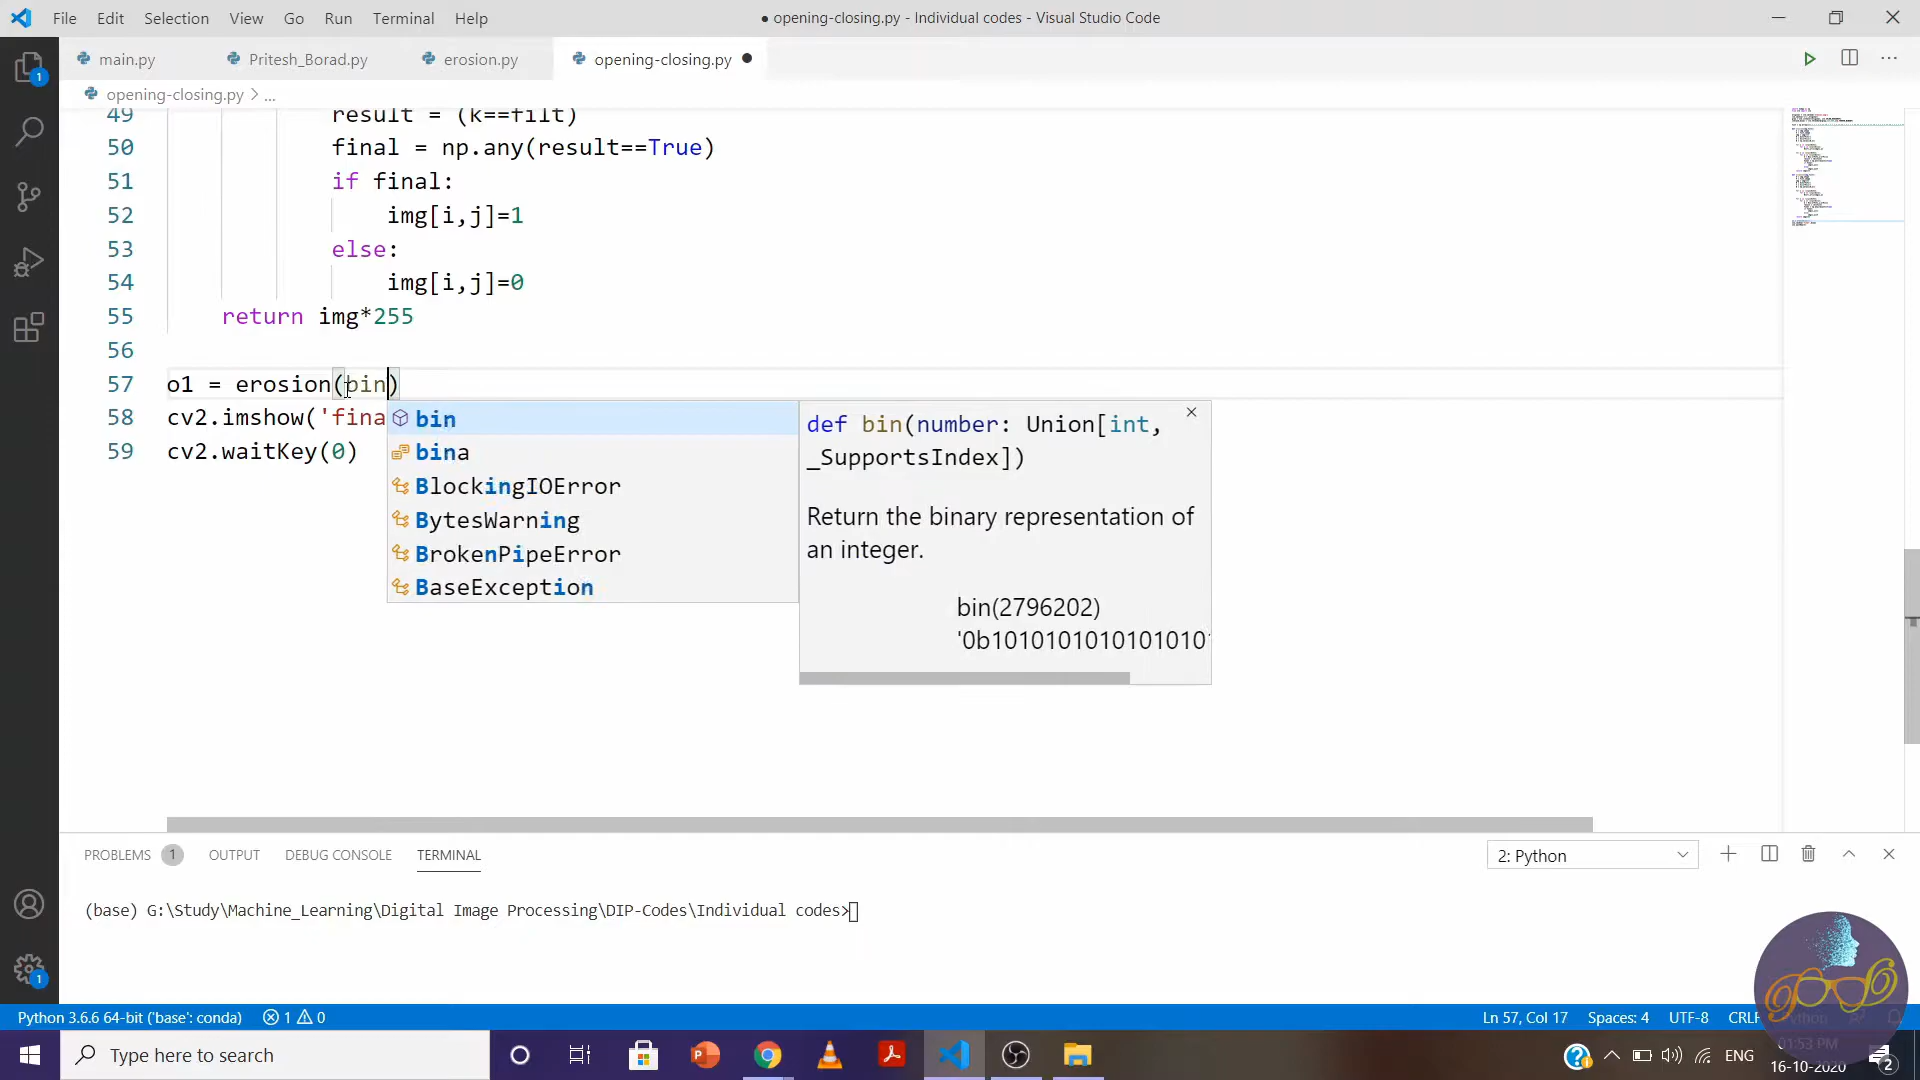 File Edit Selection View Go Run Terminal Help
● opening-closing.py - Individual codes - Visual Studio Code
main.py Pritesh_Borad.py erosion.py opening-closing.py ●
opening-closing.py > ...
49 result = (k==filt)
50 final = np.any(result==True)
51 if final:
52 img[i,j]=1
53 else:
54 img[i,j]=0
55 return img*255
56
57 o1 = erosion(bin)
58 cv2.imshow('fina
59 cv2.waitKey(0)
bin
bina
BlockingIOError
BytesWarning
BrokenPipeError
BaseException
def bin(number: Union[int,
_SupportsIndex])
Return the binary representation of
an integer.
bin(2796202)
'0b1010101010101010
PROBLEMS 1 OUTPUT DEBUG CONSOLE TERMINAL
2: Python
(base) G:\Study\Machine_Learning\Digital Image Processing\DIP-Codes\Individual codes>
Python 3.6.6 64-bit ('base': conda) 1 0
Ln 57, Col 17 Spaces: 4 UTF-8 CRLF Python
Type here to search
ENG
01:53 PM
16-10-2020
2